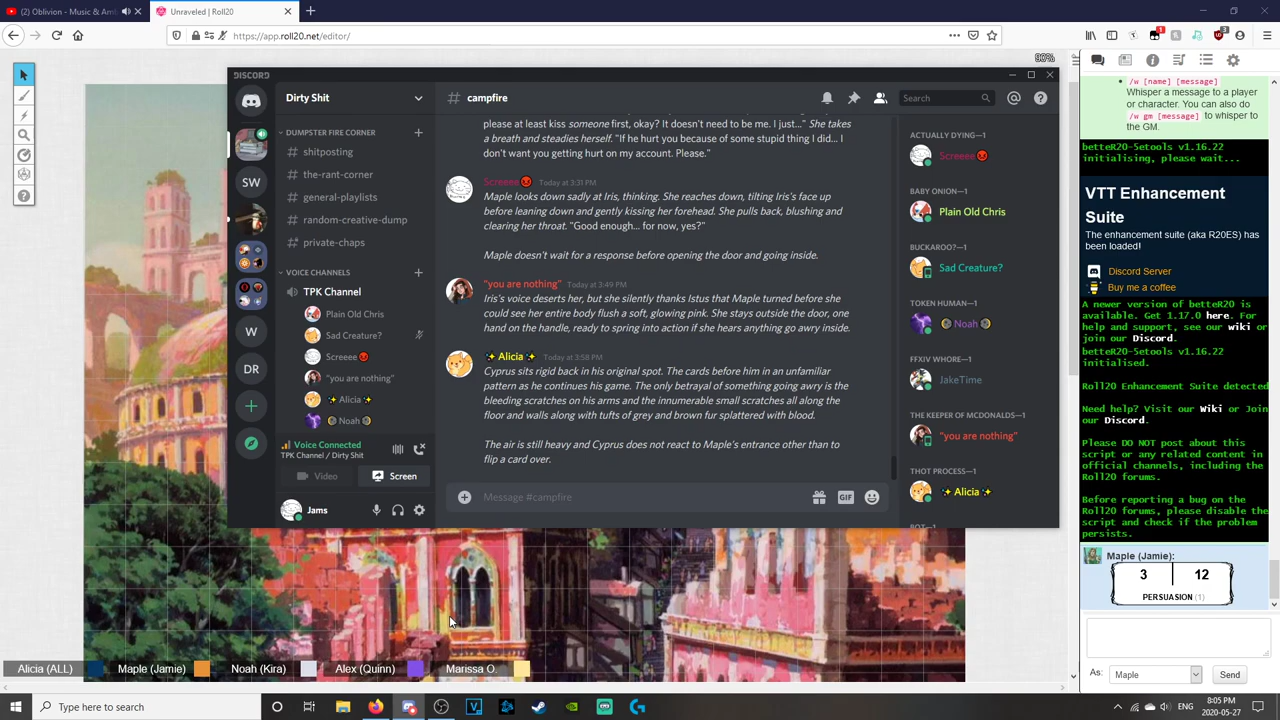 (2) Oblivion - Music & Am
Unraveled | Roll20
https://app.roll20.net/editor/
90%
DISCORD
Dirty Shit
DUMPSTER FIRE CORNER
shitposting
the-rant-corner
general-playlists
random-creative-dump
private-chaps
VOICE CHANNELS
TPK Channel
Plain Old Chris
Sad Creature?
Screeee
"you are nothing"
Alicia
Noah
Voice Connected
TPK Channel / Dirty Shit
Video
Screen
Jams
SW
W
DR
# campfire
Search
please at least kiss someone first, okay? It doesn't need to be me. I just..." She takes
a breath and steadies herself. "If he hurt you because of some stupid thing I did... I
don't want you getting hurt on my account. Please."
Screeee Today at 3:31 PM
Maple looks down sadly at Iris, thinking. She reaches down, tilting Iris's face up
before leaning down and gently kissing her forehead. She pulls back, blushing and
clearing her throat. "Good enough... for now, yes?"
Maple doesn't wait for a response before opening the door and going inside.
"you are nothing" Today at 3:49 PM
Iris's voice deserts her, but she silently thanks Istus that Maple turned before she
could see her entire body flush a soft, glowing pink. She stays outside the door, one
hand on the handle, ready to spring into action if she hears anything go awry inside.
Alicia Today at 3:58 PM
Cyprus sits rigid back in his original spot. The cards before him in an unfamiliar
pattern as he continues his game. The only betrayal of something going awry is the
bleeding scratches on his arms and the innumerable small scratches all along the
floor and walls along with tufts of grey and brown fur splattered with blood.
The air is still heavy and Cyprus does not react to Maple's entrance other than to
flip a card over.
Message #campfire
GIF
ACTUALLY DYING—1
Screeee
BABY ONION—1
Plain Old Chris
BUCKAROO?—1
Sad Creature?
TOKEN HUMAN—1
Noah
FFXIV WHORE—1
JakeTime
THE KEEPER OF MCDONALDS—1
"you are nothing"
THOT PROCESS—1
Alicia
/w [name] [message]
Whisper a message to a player
or character. You can also do
/w gm [message] to whisper to
the GM.
betteR20-5etools v1.16.22
initialising, please wait...
VTT Enhancement
Suite
The enhancement suite (aka R20ES) has
been loaded!
Discord Server
Buy me a coffee
A newer version of betteR20 is
available. Get 1.17.0 here. For
help and support, see our wiki or
join our Discord.
betteR20-5etools v1.16.22
initialised.
Roll20 Enhancement Suite detected
Need help? Visit our Wiki or Join
our Discord.
Please DO NOT post about this
script or any related content in
official channels, including the
Roll20 forums.
Before reporting a bug on the
Roll20 forums, please disable the
script and check if the problem
persists.
Maple (Jamie):
3 12
PERSUASION (1)
As: Maple Send
Alicia (ALL)
Maple (Jamie)
Noah (Kira)
Alex (Quinn)
Marissa O.
Type here to search
ENG
8:05 PM
2020-05-27